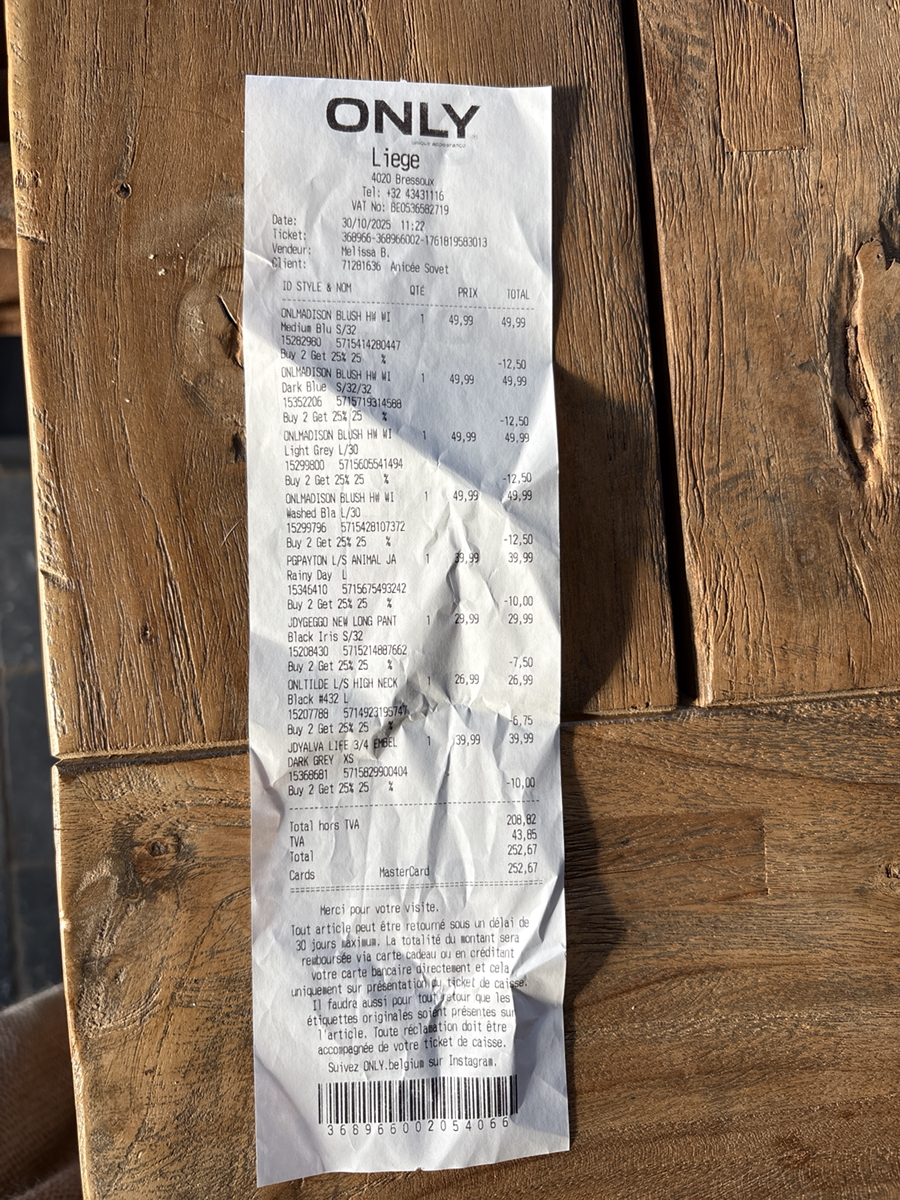 ONLY
unique appearance
Liege
4020 Bressoux
Tel: +32 43431116
VAT No: BE0536582719
Date: 30/10/2025 11:22
Ticket: 368966-368966002-1761819583013
Vendeur: Melissa B.
Client: 71281636 Anicée Sovet
ID STYLE & NOM QTÉ PRIX TOTAL
ONLMADISON BLUSH HW WI 1 49,99 49,99
Medium Blu S/32
15282980 5715414280447
Buy 2 Get 25% 25 % -12,50
ONLMADISON BLUSH HW WI 1 49,99 49,99
Dark Blue S/32/32
15352206 5715719314588
Buy 2 Get 25% 25 % -12,50
ONLMADISON BLUSH HW WI 1 49,99 49,99
Light Grey L/30
15299800 5715605541494
Buy 2 Get 25% 25 % -12,50
ONLMADISON BLUSH HW WI 1 49,99 49,99
Washed Bla L/30
15299796 5715428107372
Buy 2 Get 25% 25 % -12,50
PGPAYTON L/S ANIMAL JA 1 39,99 39,99
Rainy Day L
15346410 5715675493242
Buy 2 Get 25% 25 % -10,00
JDYGEGGO NEW LONG PANT 1 29,99 29,99
Black Iris S/32
15208430 5715214887662
Buy 2 Get 25% 25 % -7,50
ONLTILDE L/S HIGH NECK 1 26,99 26,99
Black #432 L
15207788 5714923195747
Buy 2 Get 25% 25 % -6,75
JDYALVA LIFE 3/4 EMBEL 1 39,99 39,99
DARK GREY XS
15368681 5715829900404
Buy 2 Get 25% 25 % -10,00
Total hors TVA 208,82
TVA 43,85
Total 252,67
Cards MasterCard 252,67
Merci pour votre visite.
Tout article peut être retourné sous un délai de
30 jours maximum. La totalité du montant sera
remboursée via carte cadeau ou en créditant
votre carte bancaire directement et cela
uniquement sur présentation du ticket de caisse.
Il faudra aussi pour tout retour que les
étiquettes originales soient présentes sur
l'article. Toute réclamation doit être
accompagnée de votre ticket de caisse.
Suivez ONLY.belgium sur Instagram.
368966002054066